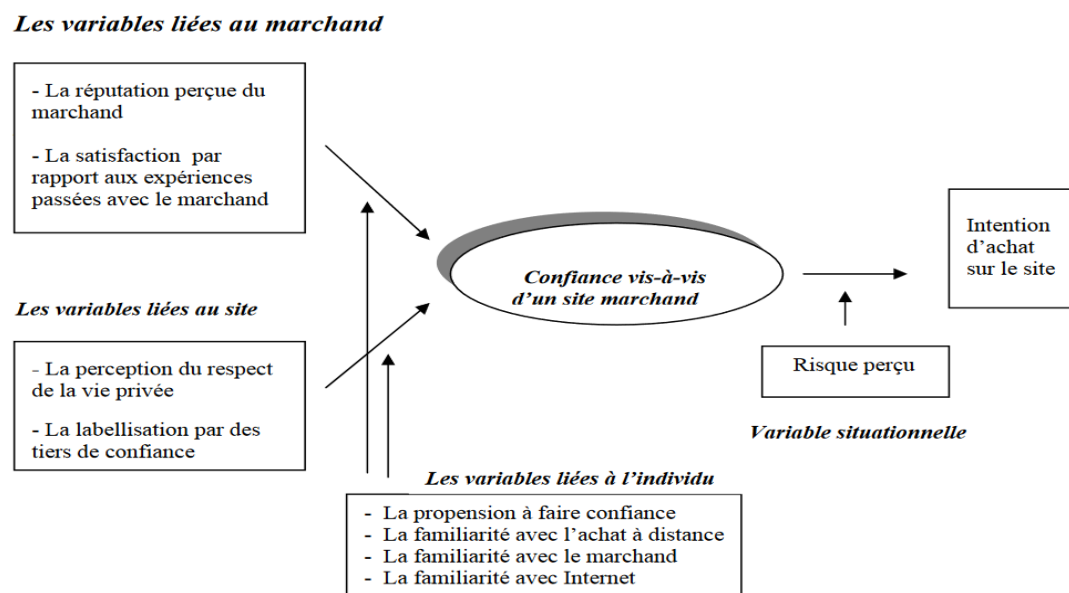 Les variables liées au marchand
- La réputation perçue du
marchand
- La satisfaction par
rapport aux expériences
passées avec le marchand
Les variables liées au site
- La perception du respect
de la vie privée
- La labellisation par des
tiers de confiance
Confiance vis-à-vis
d'un site marchand
Intention
d'achat
sur le site
Risque perçu
Variable situationnelle
Les variables liées à l'individu
- La propension à faire confiance
- La familiarité avec l'achat à distance
- La familiarité avec le marchand
- La familiarité avec Internet